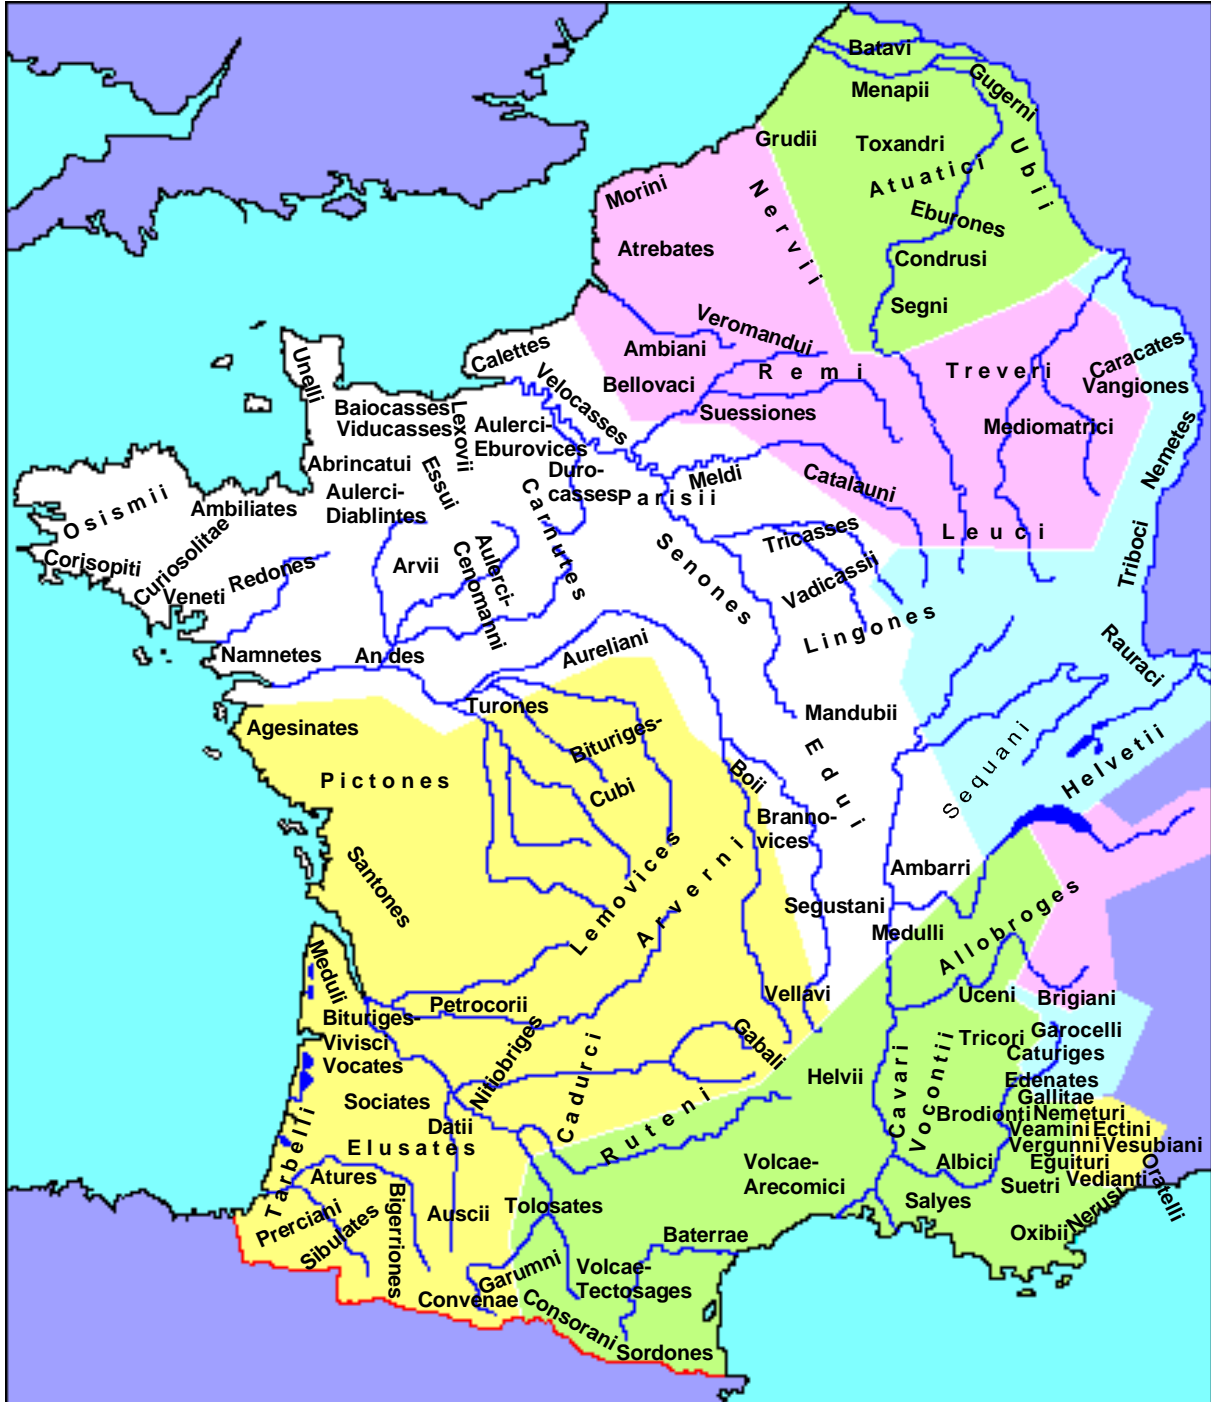 Batavi
Gugerni
Menapii
Grudii
Toxandri
Ubii
Atuatici
Morini
Nervii
Eburones
Atrebates
Condrusi
Segni
Veromandui
Ambiani
Calettes
Unelli
Remi
Treveri
Caracates
Vangiones
Bellovaci
Velocasses
Suessiones
Baiocasses
Viducasses
Lexovii
Aulerci-
Eburovices
Mediomatrici
Nemetes
Abrincatui
Essui
Duro-
casses
Parisii
Meldi
Catalauni
Aulerci-
Diablintes
Carnutes
Osismii
Ambiliates
Leuci
Tricasses
Senones
Corisopiti
Curiosolitae
Veneti
Redones
Arvii
Aulerci-
Cenomanni
Vadicassii
Triboci
Lingones
Namnetes
An des
Aureliani
Rauraci
Turones
Mandubii
Agesinates
Bituriges-
Cubi
Edui
Sequani
Helvetii
Pictones
Boii
Branno-
vices
Santones
Lemovices
Arverni
Ambarri
Segustani
Medulli
Allobroges
Meduli
Petrocorii
Vellavi
Uceni
Brigiani
Bituriges-
Vivisci
Vocates
Nitiobriges
Cadurci
Gabali
Tricori
Garocelli
Caturiges
Helvii
Cavari
Vocontii
Edenates
Gallitae
Sociates
Datii
Tarbelli
Elusates
Ruteni
Brodionti
Nemeturi
Veamini
Ectini
Vergunni
Vesubiani
Volcae-
Arecomici
Albici
Eguituri
Oratelli
Suetri
Vedianti
Atures
Prerciani
Sibulates
Bigerriones
Auscii
Tolosates
Salyes
Nerusi
Oxibii
Baterrae
Garumni
Volcae-
Tectosages
Convenae
Consorani
Sordones